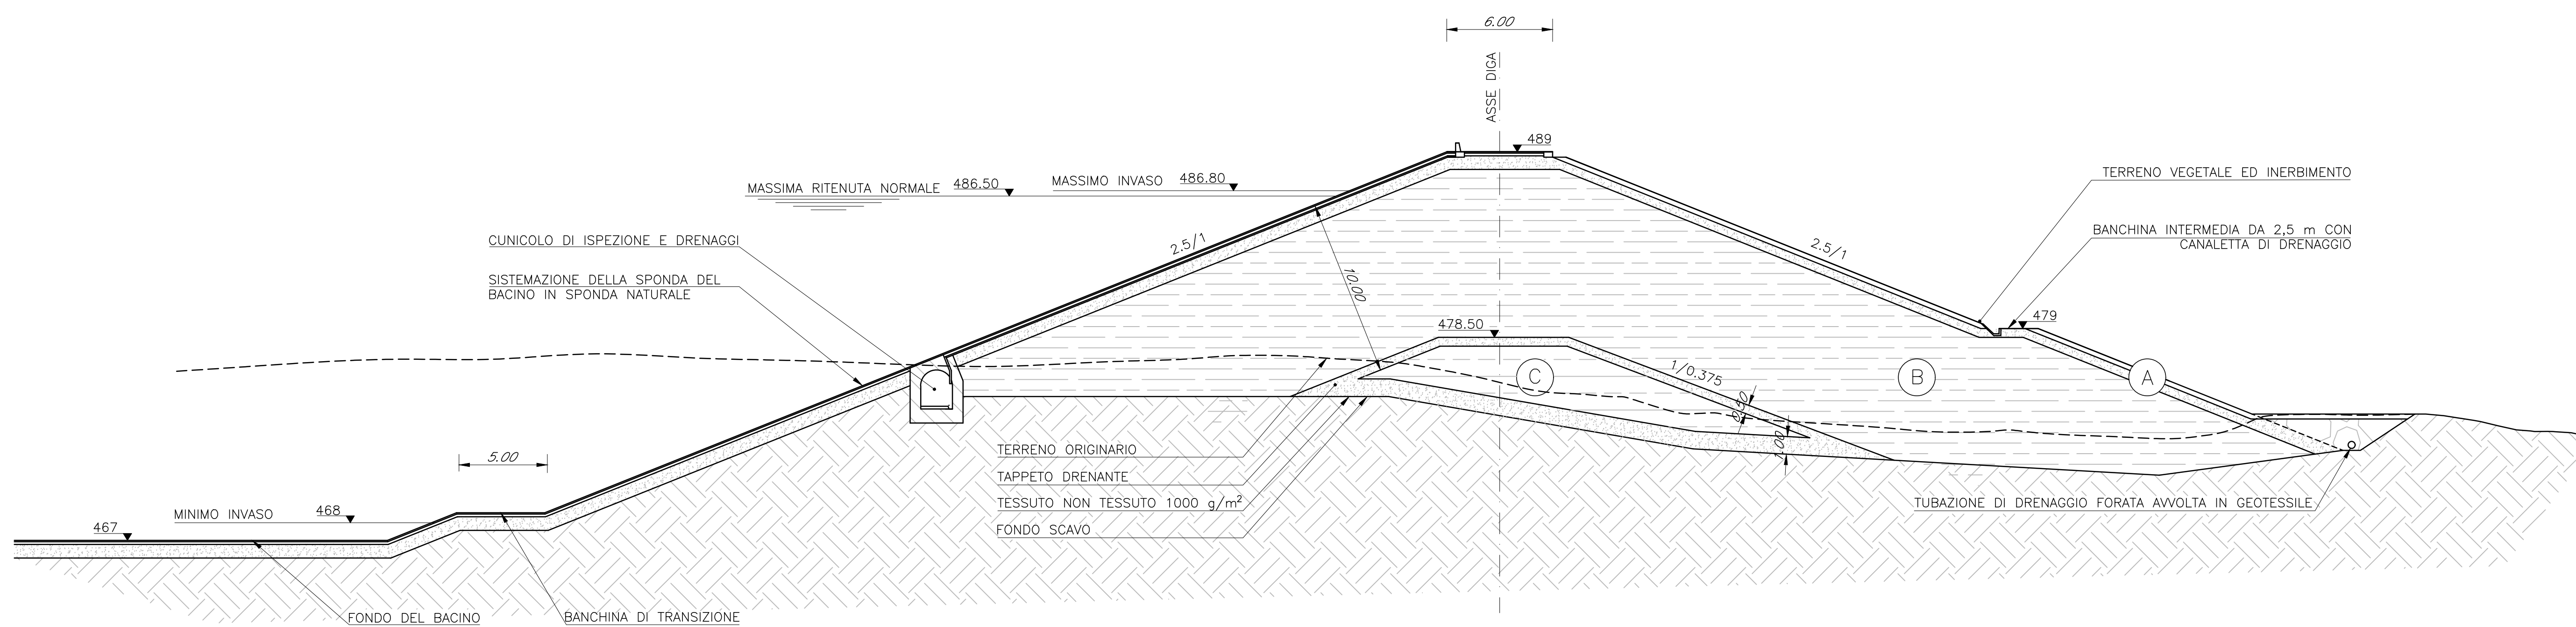 6.00
ASSE DIGA
489
MASSIMA RITENUTA NORMALE 486.50
MASSIMO INVASO 486.80
TERRENO VEGETALE ED INERBIMENTO
BANCHINA INTERMEDIA DA 2,5 m CON
CANALETTA DI DRENAGGIO
CUNICOLO DI ISPEZIONE E DRENAGGI
SISTEMAZIONE DELLA SPONDA DEL
BACINO IN SPONDA NATURALE
2.5/1
2.5/1
10.00
478.50
479
C
B
A
1/0.375
0.50
1.00
TERRENO ORIGINARIO
TAPPETO DRENANTE
TESSUTO NON TESSUTO 1000 g/m²
FONDO SCAVO
5.00
MINIMO INVASO 468
467
TUBAZIONE DI DRENAGGIO FORATA AVVOLTA IN GEOTESSILE
FONDO DEL BACINO
BANCHINA DI TRANSIZIONE